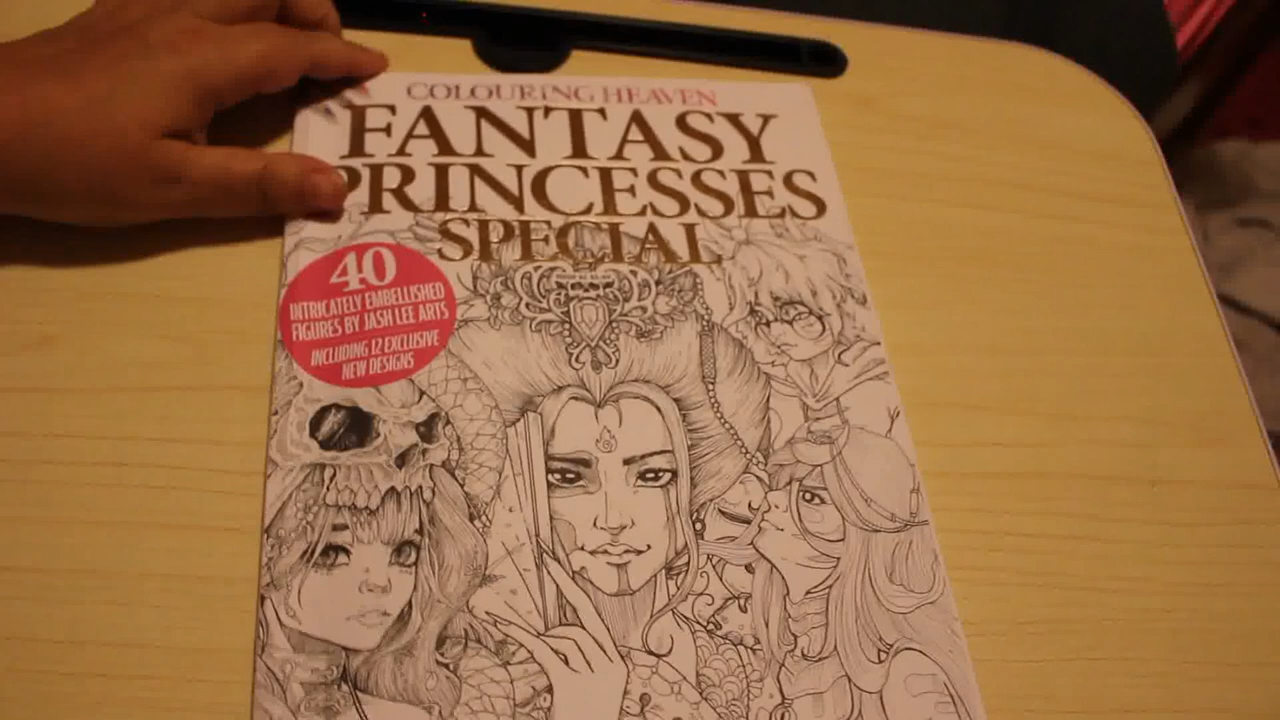 COLOURING HEAVEN
FANTASY
PRINCESSES
SPECIAL
40
INTRICATELY EMBELLISHED
FIGURES BY JASH LEE ARTS
INCLUDING 12 EXCLUSIVE
NEW DESIGNS